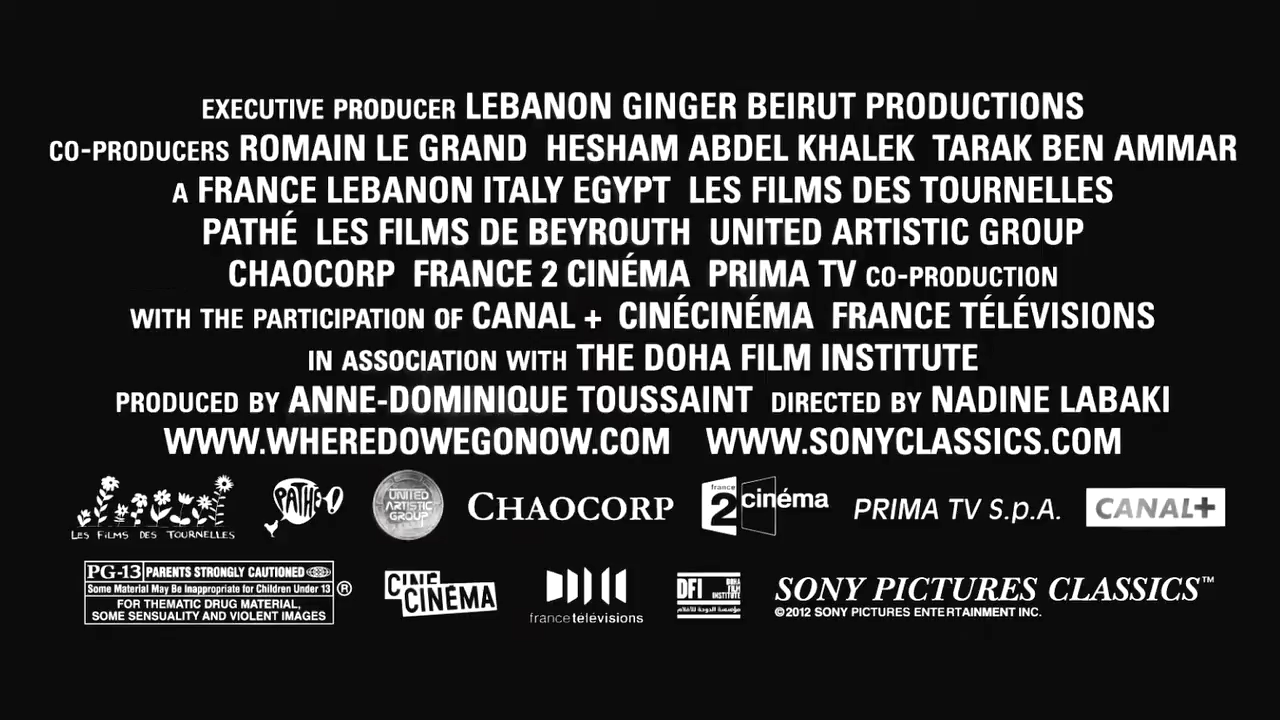 EXECUTIVE PRODUCER LEBANON GINGER BEIRUT PRODUCTIONS
CO-PRODUCERS ROMAIN LE GRAND HESHAM ABDEL KHALEK TARAK BEN AMMAR
A FRANCE LEBANON ITALY EGYPT LES FILMS DES TOURNELLES
PATHÉ LES FILMS DE BEYROUTH UNITED ARTISTIC GROUP
CHAOCORP FRANCE 2 CINÉMA PRIMA TV CO-PRODUCTION
WITH THE PARTICIPATION OF CANAL + CINÉCINÉMA FRANCE TÉLÉVISIONS
IN ASSOCIATION WITH THE DOHA FILM INSTITUTE
PRODUCED BY ANNE-DOMINIQUE TOUSSAINT DIRECTED BY NADINE LABAKI
WWW.WHEREDOWEGONOW.COM WWW.SONYCLASSICS.COM
LES FILMS DES TOURNELLES
PATHÉ
UNITED
ARTISTIC
GROUP
CHAOCORP
france
2 cinéma
PRIMA TV S.p.A.
CANAL+
PG-13 PARENTS STRONGLY CAUTIONED
Some Material May Be Inappropriate for Children Under 13 ®
FOR THEMATIC DRUG MATERIAL,
SOME SENSUALITY AND VIOLENT IMAGES
CINÉ
CINÉMA
francetélévisions
DFI DOHA
FILM
INSTITUTE
مؤسسة الدوحة للأفلام
SONY PICTURES CLASSICS™
©2012 SONY PICTURES ENTERTAINMENT INC.